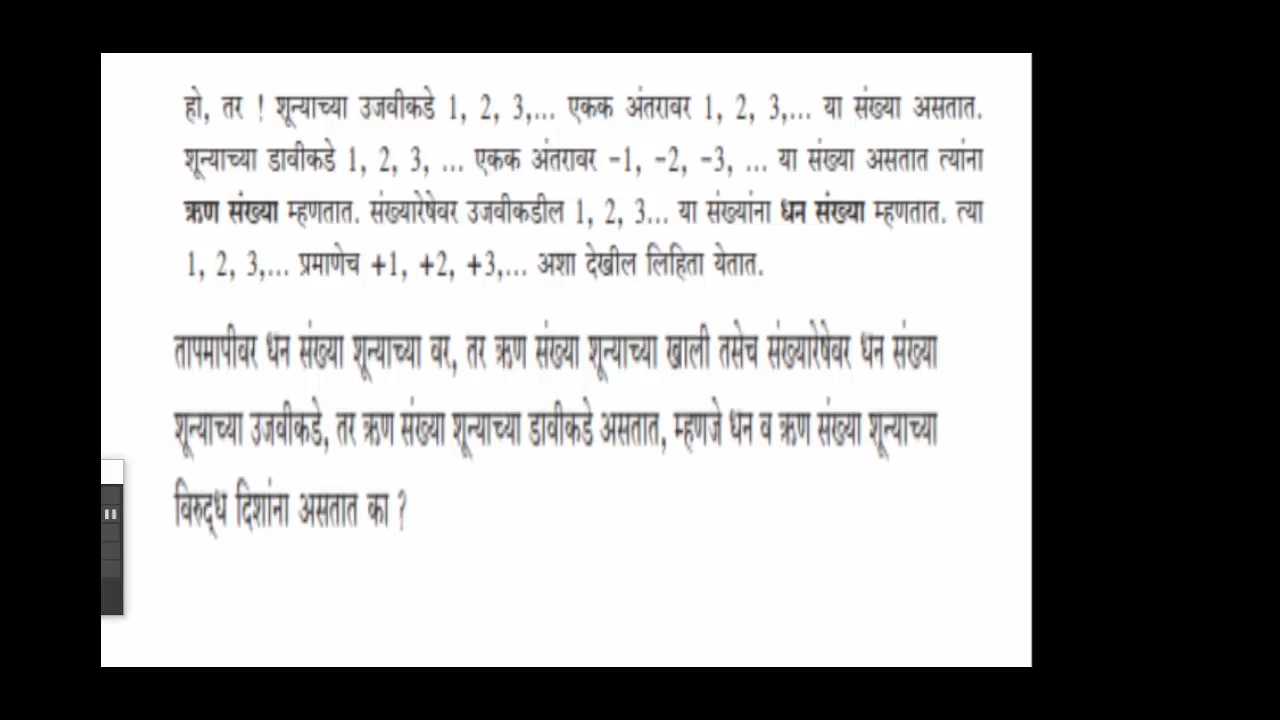 हो, तर ! शून्याच्या उजवीकडे 1, 2, 3,... एकक अंतरावर 1, 2, 3,... या संख्या असतात.
शून्याच्या डावीकडे 1, 2, 3, ... एकक अंतरावर -1, -2, -3, ... या संख्या असतात त्यांना
ऋण संख्या म्हणतात. संख्यारेषेवर उजवीकडील 1, 2, 3... या संख्यांना धन संख्या म्हणतात. त्या
1, 2, 3,... प्रमाणेच +1, +2, +3,... अशा देखील लिहिता येतात.
तापमापीवर धन संख्या शून्याच्या वर, तर ऋण संख्या शून्याच्या खाली तसेच संख्यारेषेवर धन संख्या
शून्याच्या उजवीकडे, तर ऋण संख्या शून्याच्या डावीकडे असतात, म्हणजे धन व ऋण संख्या शून्याच्या
विरुद्ध दिशांना असतात का ?